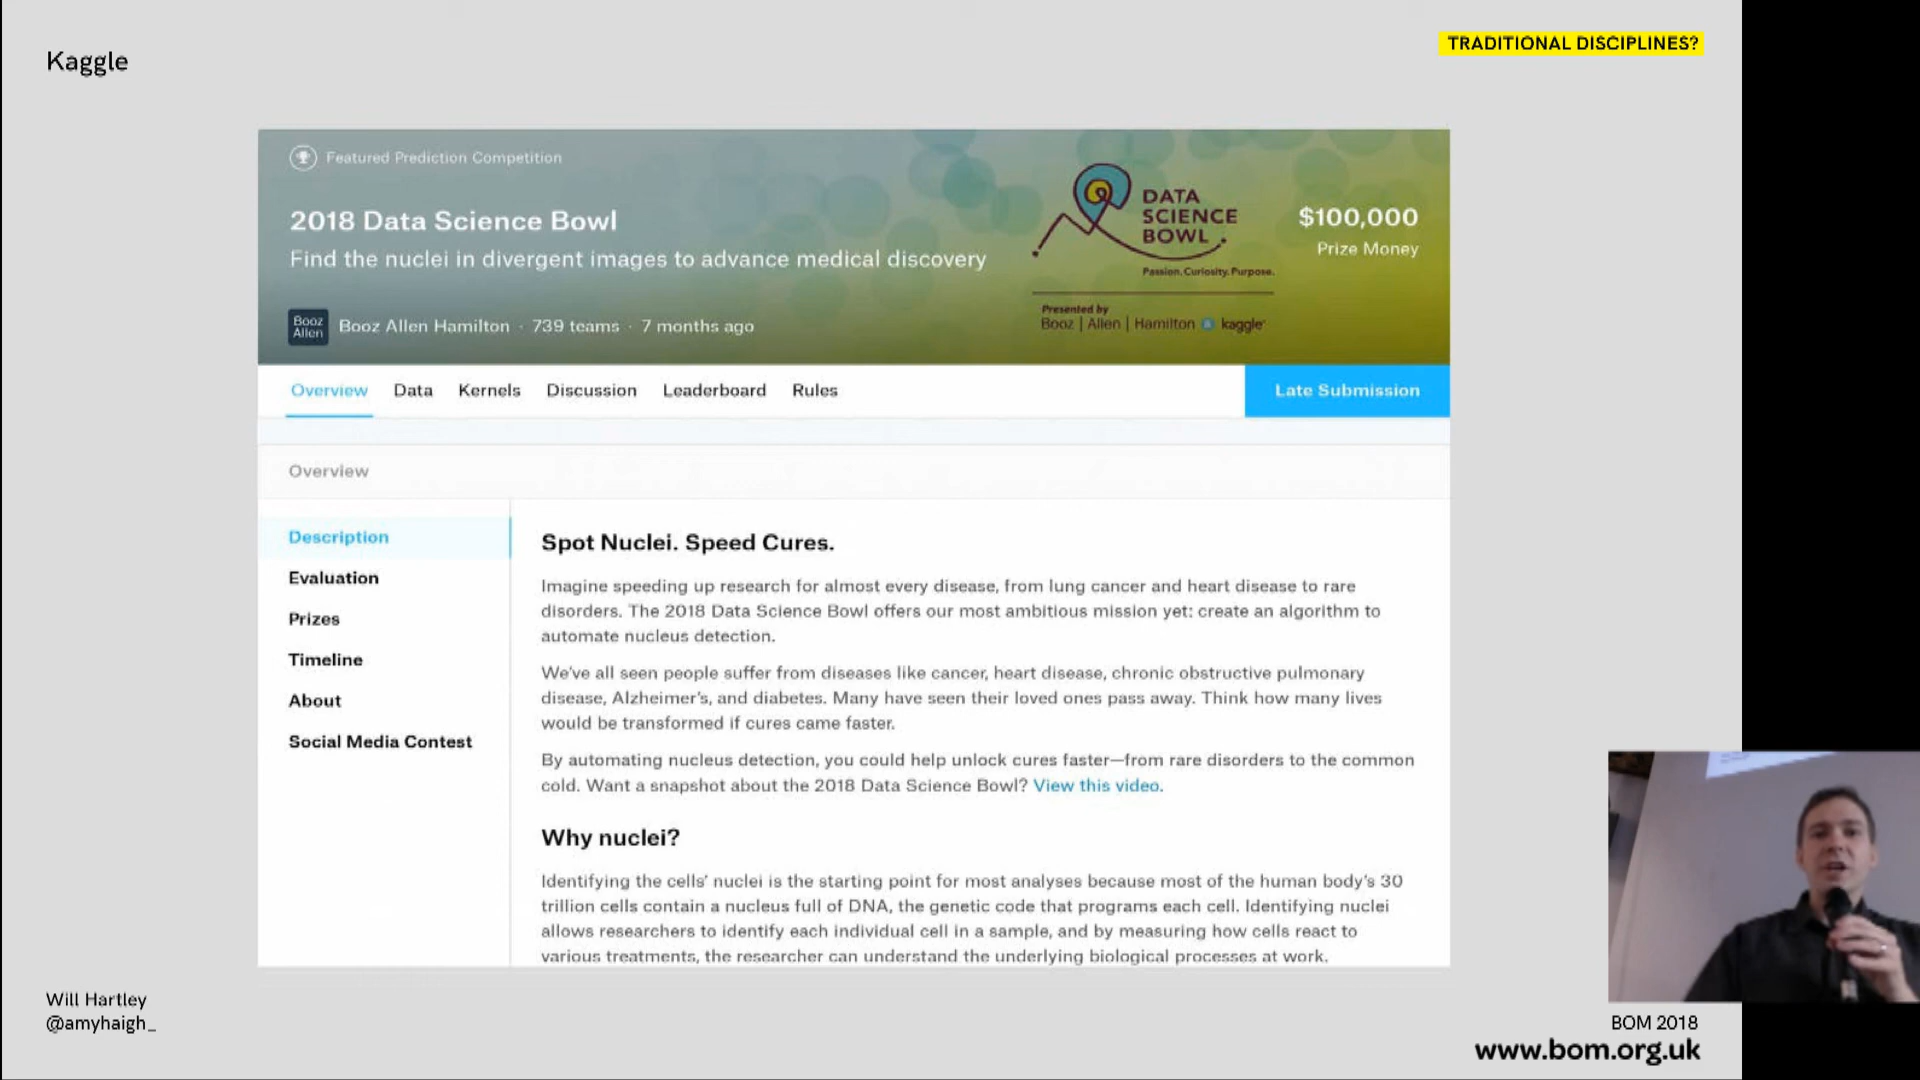 Kaggle
TRADITIONAL DISCIPLINES?
Featured Prediction Competition
2018 Data Science Bowl
Find the nuclei in divergent images to advance medical discovery
Booz
Allen
Booz Allen Hamilton · 739 teams · 7 months ago
DATA
SCIENCE
BOWL
Passion. Curiosity. Purpose.
Presented by
Booz | Allen | Hamilton kaggle
$100,000
Prize Money
Overview Data Kernels Discussion Leaderboard Rules
Late Submission
Overview
Description
Evaluation
Prizes
Timeline
About
Social Media Contest
Spot Nuclei. Speed Cures.
Imagine speeding up research for almost every disease, from lung cancer and heart disease to rare
disorders. The 2018 Data Science Bowl offers our most ambitious mission yet: create an algorithm to
automate nucleus detection.
We've all seen people suffer from diseases like cancer, heart disease, chronic obstructive pulmonary
disease, Alzheimer's, and diabetes. Many have seen their loved ones pass away. Think how many lives
would be transformed if cures came faster.
By automating nucleus detection, you could help unlock cures faster—from rare disorders to the common
cold. Want a snapshot about the 2018 Data Science Bowl? View this video.
Why nuclei?
Identifying the cells' nuclei is the starting point for most analyses because most of the human body's 30
trillion cells contain a nucleus full of DNA, the genetic code that programs each cell. Identifying nuclei
allows researchers to identify each individual cell in a sample, and by measuring how cells react to
various treatments, the researcher can understand the underlying biological processes at work.
Will Hartley
@amyhaigh_
BOM 2018
www.bom.org.uk